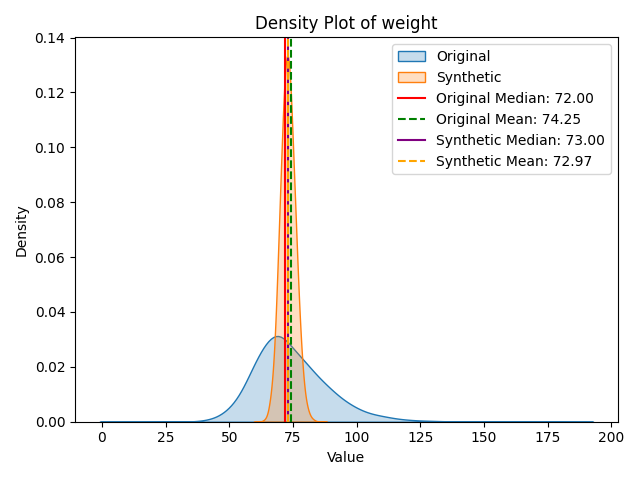 Density Plot of weight
Original
Synthetic
Original Median: 72.00
Original Mean: 74.25
Synthetic Median: 73.00
Synthetic Mean: 72.97
Density
0.14
0.12
0.10
0.08
0.06
0.04
0.02
0.00
0 25 50 75 100 125 150 175 200
Value